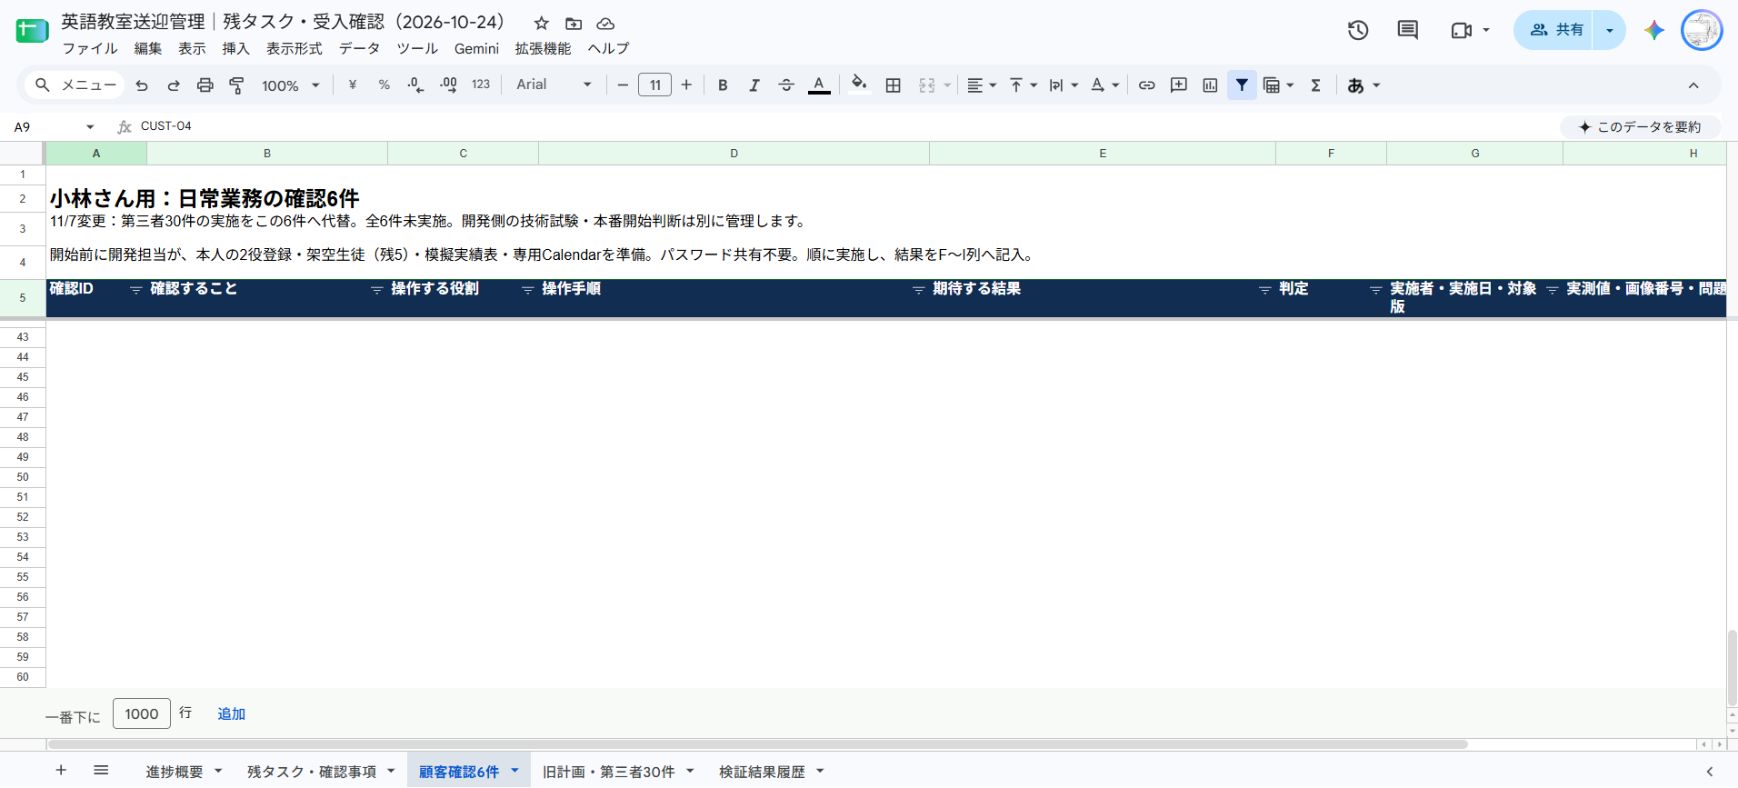 英語教室送迎管理｜残タスク・受入確認（2026-10-24）
ファイル 編集 表示 挿入 表示形式 データ ツール Gemini 拡張機能 ヘルプ
共有
メニュー 100% ¥ % .0 .00 123 Arial 11 B I A Σ あ
A9 fx CUST-04 このデータを要約
A B C D E F G H
1
2 小林さん用：日常業務の確認6件
3 11/7変更：第三者30件の実施をこの6件へ代替。全6件未実施。開発側の技術試験・本番開始判断は別に管理します。
4 開始前に開発担当が、本人の2役登録・架空生徒（残5）・模擬実績表・専用Calendarを準備。パスワード共有不要。順に実施し、結果をF～I列へ記入。
5 確認ID 確認すること 操作する役割 操作手順 期待する結果 判定 実施者・実施日・対象版 実測値・画像番号・問題
43
44
45
46
47
48
49
50
51
52
53
54
55
56
57
58
59
60
一番下に 1000 行 追加
進捗概要 残タスク・確認事項 顧客確認6件 旧計画・第三者30件 検証結果履歴